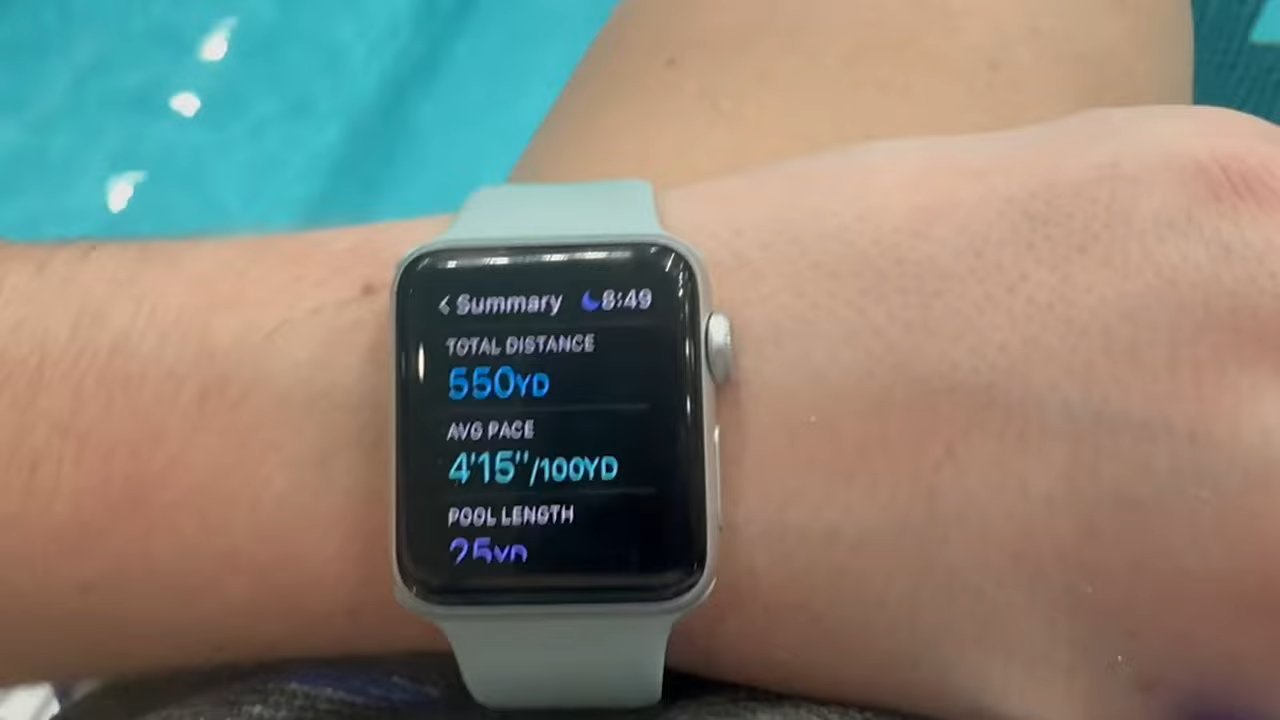 < Summary 8:49
TOTAL DISTANCE
550YD
AVG PACE
4'15"/100YD
POOL LENGTH
25YD